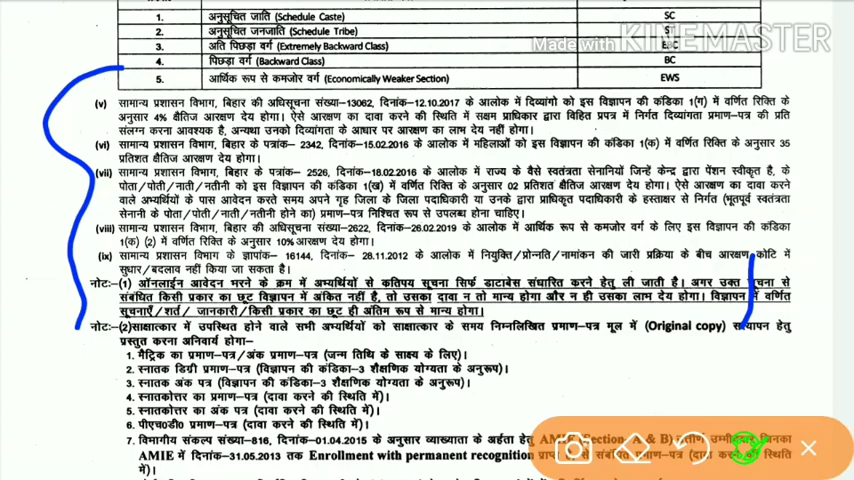 1. अनुसूचित जाति (Schedule Caste) SC
2. अनुसूचित जनजाति (Schedule Tribe) ST
3. अति पिछड़ा वर्ग (Extremely Backward Class) EBC
Made with KINEMASTER
4. पिछड़ा वर्ग (Backward Class) BC
5. आर्थिक रूप से कमजोर वर्ग (Economically Weaker Section) EWS
(v) सामान्य प्रशासन विभाग, बिहार की अधिसूचना संख्या–13062, दिनांक–12.10.2017 के आलोक में दिव्यांगो को इस विज्ञापन की कंडिका 1(ग) में वर्णित रिक्ति के
अनुसार 4% क्षैतिज आरक्षण देय होगा। ऐसे आरक्षण का दावा करने की स्थिति में सक्षम प्राधिकार द्वारा विहित प्रपत्र में निर्गत दिव्यांगता प्रमाण–पत्र की प्रति
संलग्न करना आवश्यक है, अन्यथा उनको दिव्यांगता के आधार पर आरक्षण का लाभ देय नहीं होगा।
(vi) सामान्य प्रशासन विभाग, बिहार के पत्रांक– 2342, दिनांक–15.02.2016 के आलोक में महिलाओं को इस विज्ञापन की कंडिका 1(क) में वर्णित रिक्ति के अनुसार 35
प्रतिशत क्षैतिज आरक्षण देय होगा।
(vii) सामान्य प्रशासन विभाग, बिहार के पत्रांक– 2526, दिनांक–18.02.2016 के आलोक में राज्य के वैसे स्वतंत्रता सेनानियों जिन्हें केन्द्र द्वारा पेंशन स्वीकृत है, के
पोता/पोती/नाती/नतीनी को इस विज्ञापन की कंडिका 1(ख) में वर्णित रिक्ति के अनुसार 02 प्रतिशत क्षैतिज आरक्षण देय होगा। ऐसे आरक्षण का दावा करने
वाले अभ्यर्थियों के पास आवेदन करते समय अपने गृह जिला के जिला पदाधिकारी या उनके द्वारा प्राधिकृत पदाधिकारी के हस्ताक्षर से निर्गत (भूतपूर्व स्वतंत्रता
सेनानी के पोता/पोती/नाती/नतीनी होने का) प्रमाण–पत्र निश्चित रूप से उपलब्ध होना चाहिए।
(viii) सामान्य प्रशासन विभाग, बिहार की अधिसूचना संख्या–2622, दिनांक–26.02.2019 के आलोक में आर्थिक रूप से कमजोर वर्ग के लिए इस विज्ञापन की कंडिका
1(क) (2) में वर्णित रिक्ति के अनुसार 10% आरक्षण देय होगा।
(ix) सामान्य प्रशासन विभाग के ज्ञापांक– 16144, दिनांक– 28.11.2012 के आलोक में नियुक्ति/प्रोन्नति/नामांकन की जारी प्रक्रिया के बीच आरक्षण कोटि में
सुधार/बदलाव नहीं किया जा सकता है।
नोट:–(1) ऑनलाईन आवेदन भरने के क्रम में अभ्यर्थियों से कतिपय सूचना सिर्फ डाटाबेस संधारित करने हेतु ली जाती है। अगर उक्त सूचना से
संबंधित किसी प्रकार का छूट विज्ञापन में अंकित नहीं है, तो उसका दावा न तो मान्य होगा और न ही उसका लाभ देय होगा। विज्ञापन में वर्णित
सूचनाएँ/शर्त/ जानकारी/किसी प्रकार का छूट ही अंतिम रूप से मान्य होगा।
नोट:–(2)साक्षात्कार में उपस्थित होने वाले सभी अभ्यर्थियों को साक्षात्कार के समय निम्नलिखित प्रमाण–पत्र मूल में (Original copy) सत्यापन हेतु
प्रस्तुत करना अनिवार्य होगा–
1. मैट्रिक का प्रमाण–पत्र/अंक प्रमाण–पत्र (जन्म तिथि के साक्ष्य के लिए)।
2. स्नातक डिग्री प्रमाण–पत्र (विज्ञापन की कंडिका–3 शैक्षणिक योग्यता के अनुरूप)।
3. स्नातक अंक पत्र (विज्ञापन की कंडिका–3 शैक्षणिक योग्यता के अनुरूप)।
4. स्नातकोत्तर का प्रमाण–पत्र (दावा करने की स्थिति में)।
5. स्नातकोत्तर का अंक पत्र (दावा करने की स्थिति में)।
6. पीएच0डी0 प्रमाण–पत्र (दावा करने की स्थिति में)।
7. विभागीय संकल्प संख्या–816, दिनांक–01.04.2015 के अनुसार व्याख्याता के अर्हता हेतु AMIE (Section A & B) उत्तीर्ण उम्मीदवार जिनका
AMIE में दिनांक–31.05.2013 तक Enrollment with permanent recognition से संबंधित प्रमाण–पत्र (दावा करने की स्थिति
में)।